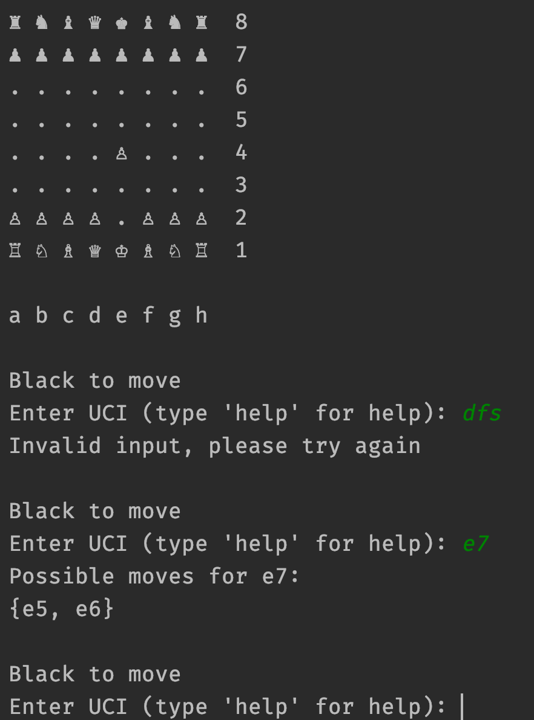 ♜ ♞ ♝ ♛ ♚ ♝ ♞ ♜ 8
♟ ♟ ♟ ♟ ♟ ♟ ♟ ♟ 7
. . . . . . . . 6
. . . . . . . . 5
. . . . ♙ . . . 4
. . . . . . . . 3
♙ ♙ ♙ ♙ . ♙ ♙ ♙ 2
♖ ♘ ♗ ♕ ♔ ♗ ♘ ♖ 1
a b c d e f g h
Black to move
Enter UCI (type 'help' for help): dfs
Invalid input, please try again
Black to move
Enter UCI (type 'help' for help): e7
Possible moves for e7:
{e5, e6}
Black to move
Enter UCI (type 'help' for help):